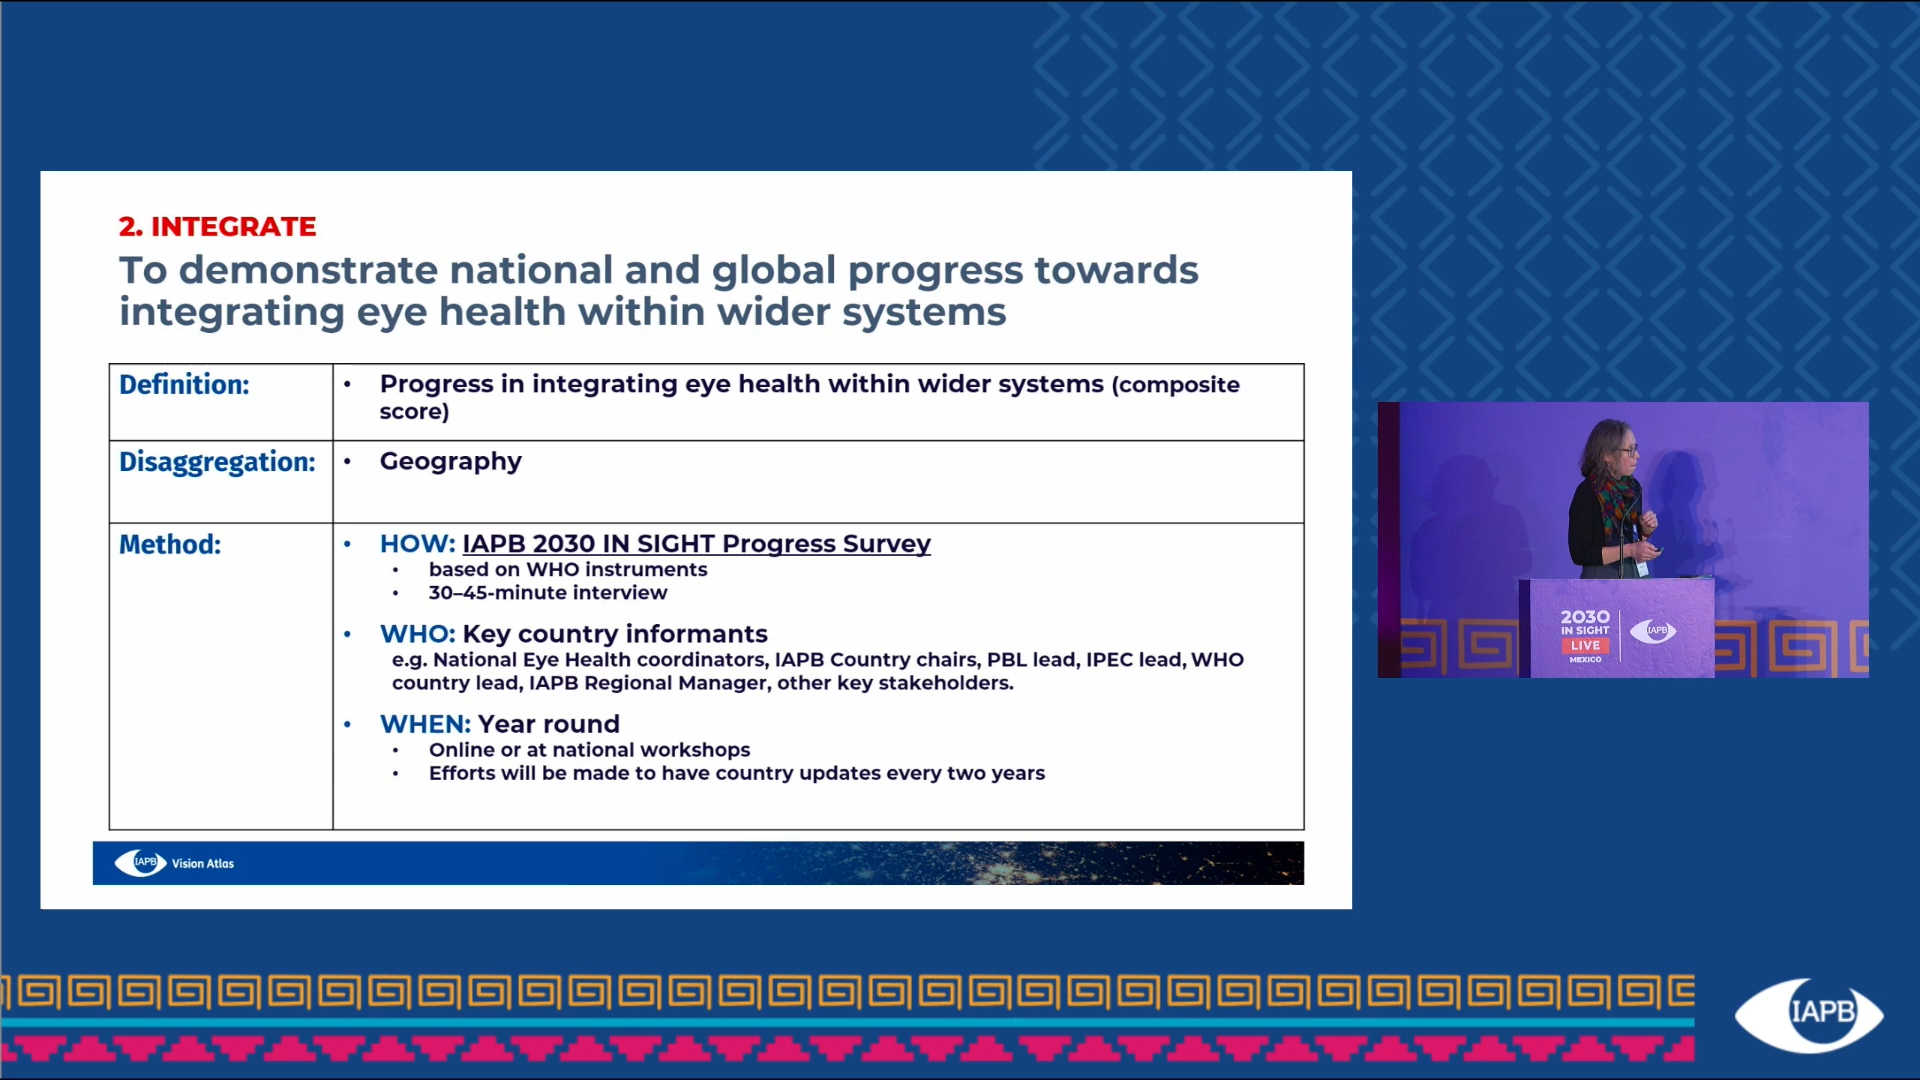 2. INTEGRATE
To demonstrate national and global progress towards
integrating eye health within wider systems
Definition:
• Progress in integrating eye health within wider systems (composite
score)
Disaggregation:
• Geography
Method:
• HOW: IAPB 2030 IN SIGHT Progress Survey
• based on WHO instruments
• 30–45-minute interview
• WHO: Key country informants
e.g. National Eye Health coordinators, IAPB Country chairs, PBL lead, IPEC lead, WHO
country lead, IAPB Regional Manager, other key stakeholders.
• WHEN: Year round
• Online or at national workshops
• Efforts will be made to have country updates every two years
IAPB Vision Atlas
2030
IN SIGHT
LIVE
MEXICO
IAPB
IAPB